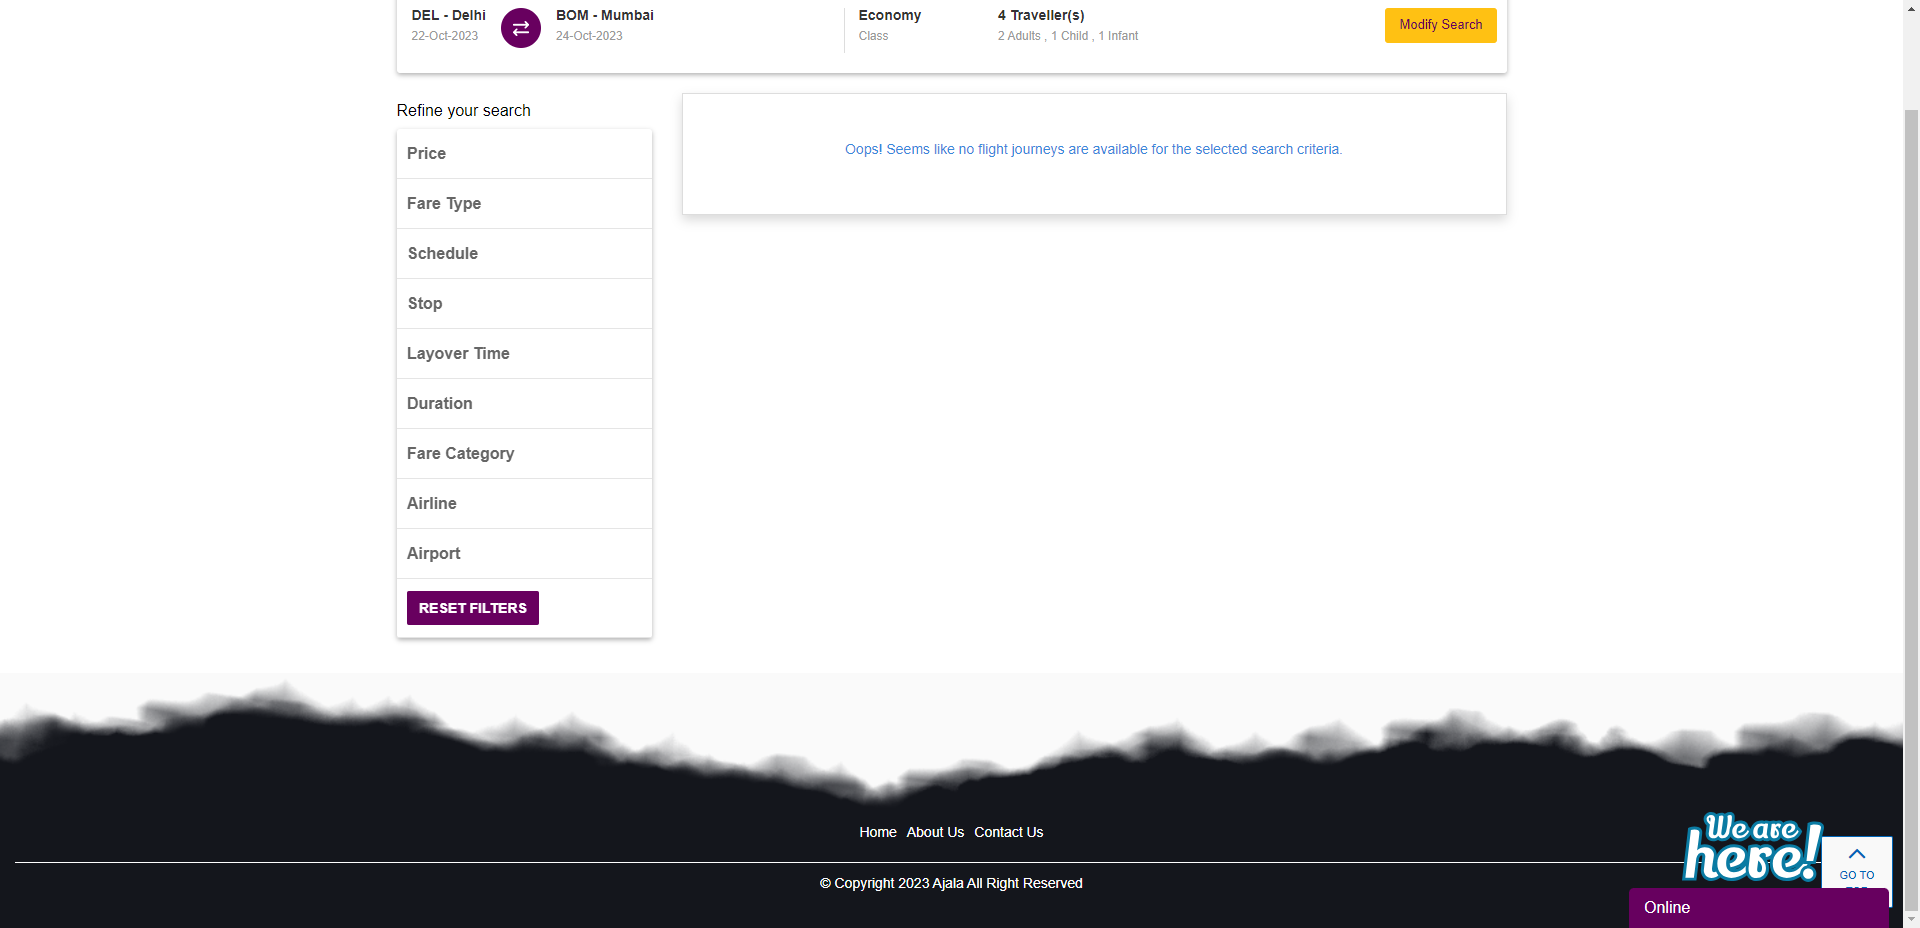 DEL - Delhi
22-Oct-2023
BOM - Mumbai
24-Oct-2023
Economy
Class
4 Traveller(s)
2 Adults , 1 Child , 1 Infant
Modify Search
Refine your search
Price
Fare Type
Schedule
Stop
Layover Time
Duration
Fare Category
Airline
Airport
RESET FILTERS
Oops! Seems like no flight journeys are available for the selected search criteria.
Home About Us Contact Us
© Copyright 2023 Ajala All Right Reserved
We are
here!
GO TO
Online